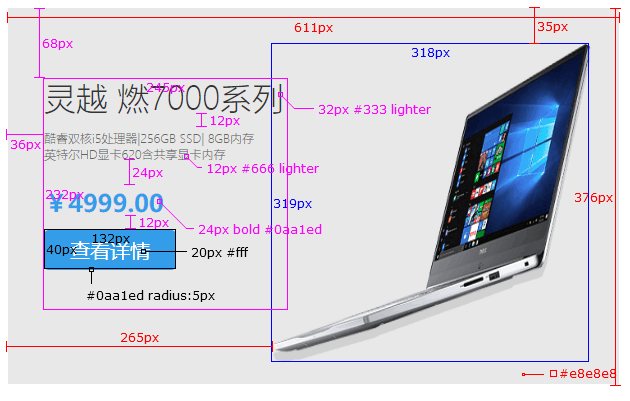 611px
35px
68px
318px
245px
灵越 燃7000系列
32px #333 lighter
12px
36px
酷睿双核i5处理器|256GB SSD| 8GB内存
英特尔HD显卡620含共享显卡内存
12px #666 lighter
24px
232px
￥4999.00
319px
376px
12px
24px bold #0aa1ed
132px
40px
查看详情
20px #fff
#0aa1ed radius:5px
265px
#e8e8e8